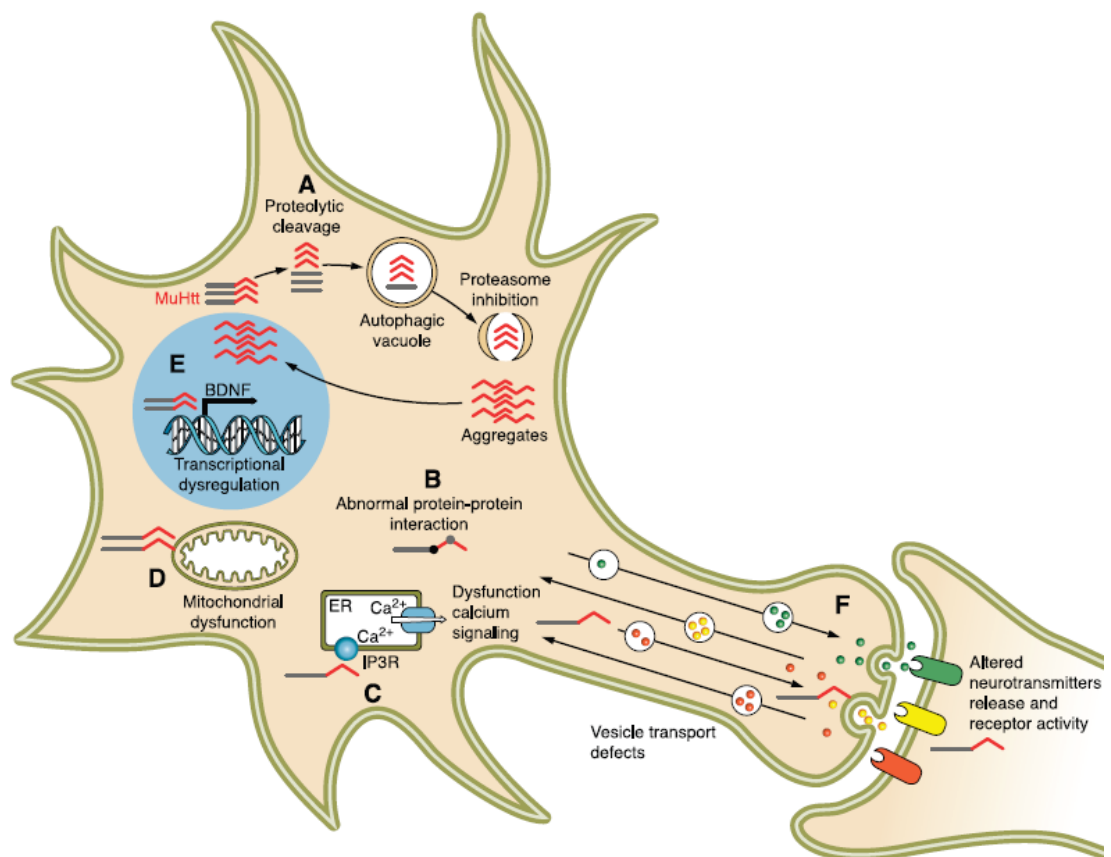 A
Proteolytic
cleavage
MuHtt
Autophagic
vacuole
Proteasome
inhibition
Aggregates
E
BDNF
Transcriptional
dysregulation
B
Abnormal protein-protein
interaction
D
Mitochondrial
dysfunction
ER
Ca2+
Ca2+
IP3R
C
Dysfunction
calcium
signaling
F
Vesicle transport
defects
Altered
neurotransmitters
release and
receptor activity